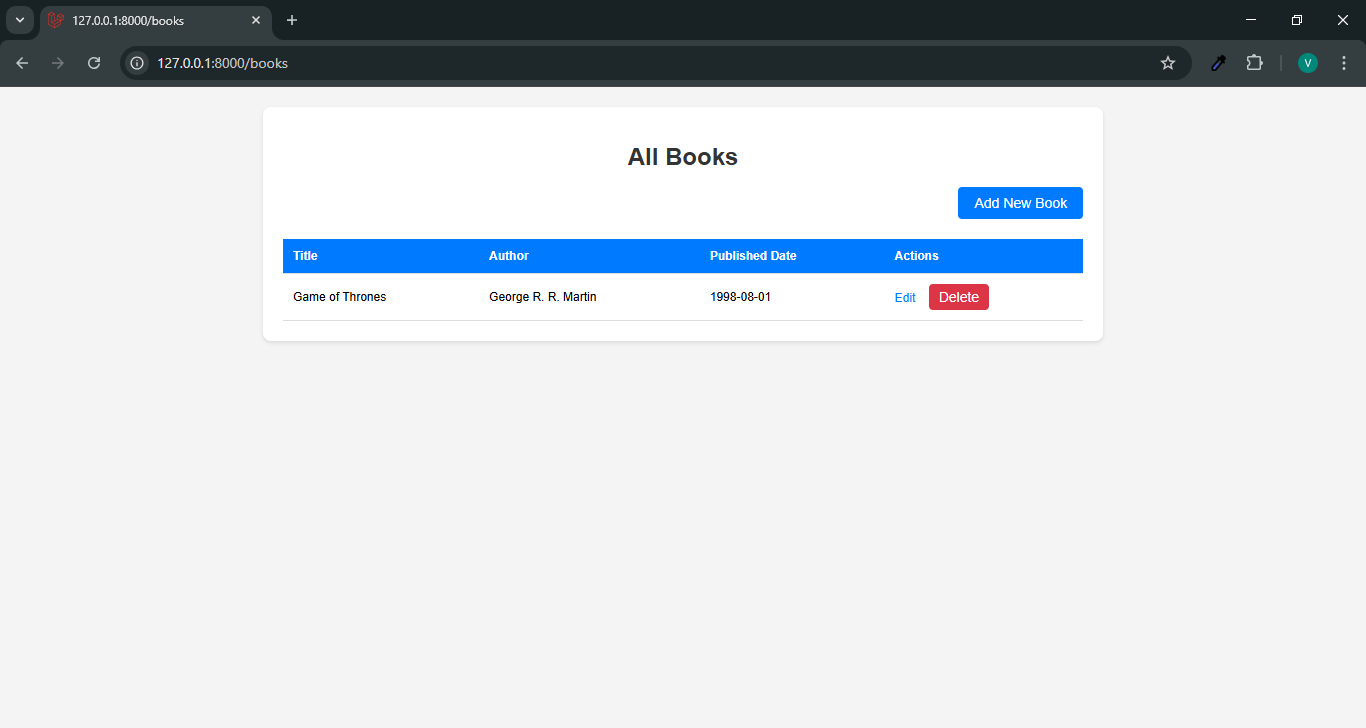 127.0.0.1:8000/books
127.0.0.1:8000/books
V
All Books
Add New Book
Title Author Published Date Actions
Game of Thrones George R. R. Martin 1998-08-01 Edit Delete